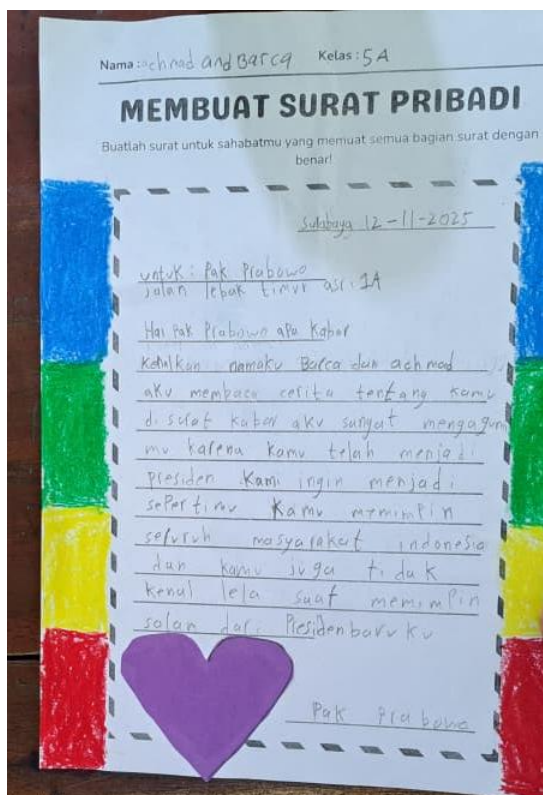 Nama : achmad and Barca Kelas : 5A
MEMBUAT SURAT PRIBADI
Buatlah surat untuk sahabatmu yang memuat semua bagian surat dengan
benar!
Surabaya 12-11-2025
untuk : Pak Prabowo
jalan lebak timur asri 1A
Hai Pak Prabowo apa Kabar
Kenalkan namaku Barca dan achmad
aku membaca cerita tentang kamu
di surat kabar aku sangat mengagumi
mu karena kamu telah menjadi
presiden Kami ingin menjadi
sepertimu Kamu memimpin
seluruh masyarakat indonesia
dan kamu juga tidak
kenal lela saat memimpin
salan dari Presiden baru ku
Pak Prabowo